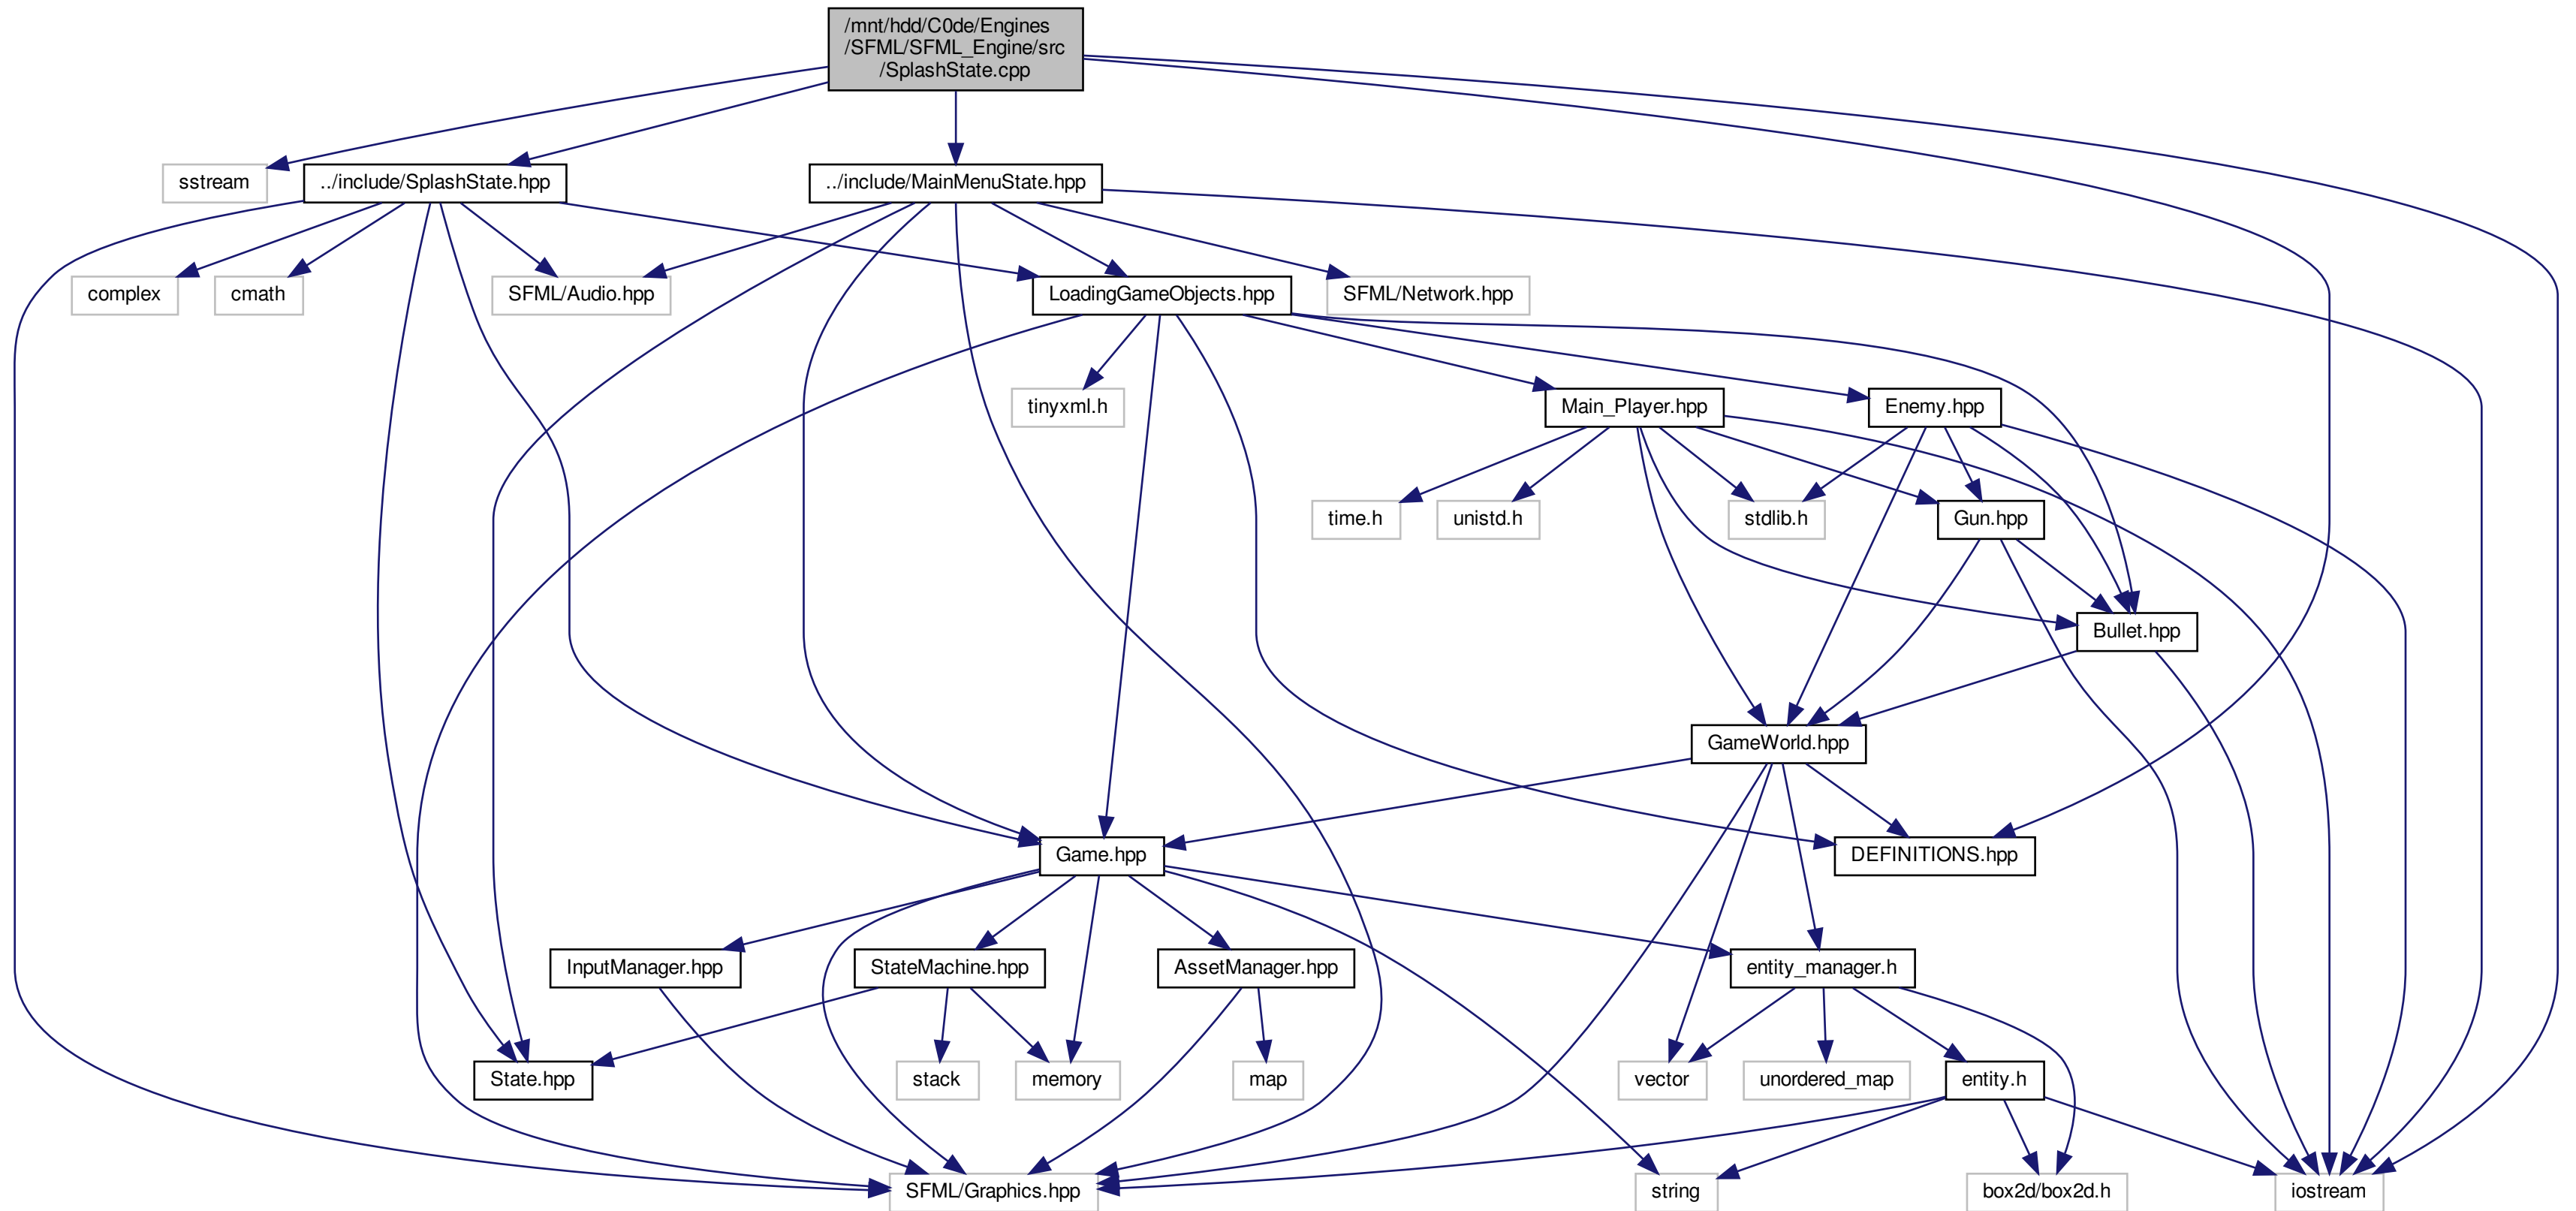 /mnt/hdd/C0de/Engines
/SFML/SFML_Engine/src
/SplashState.cpp
sstream
../include/SplashState.hpp
../include/MainMenuState.hpp
complex
cmath
SFML/Audio.hpp
LoadingGameObjects.hpp
SFML/Network.hpp
tinyxml.h
Main_Player.hpp
Enemy.hpp
time.h
unistd.h
stdlib.h
Gun.hpp
Bullet.hpp
GameWorld.hpp
Game.hpp
DEFINITIONS.hpp
InputManager.hpp
StateMachine.hpp
AssetManager.hpp
entity_manager.h
State.hpp
stack
memory
map
vector
unordered_map
entity.h
SFML/Graphics.hpp
string
box2d/box2d.h
iostream